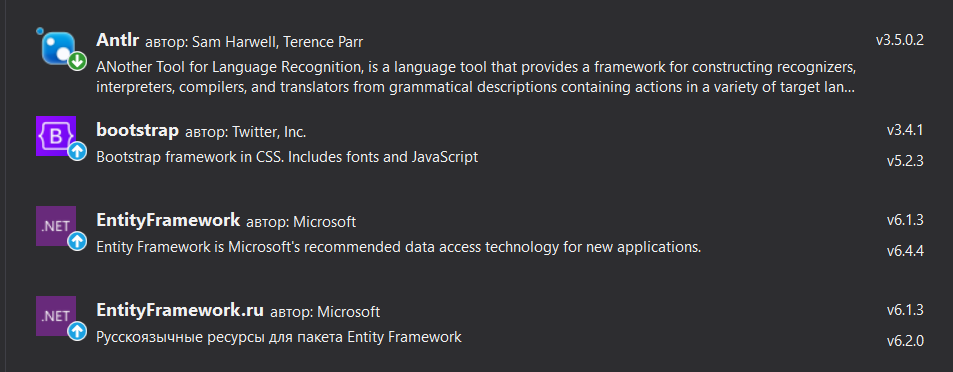 Antlr автор: Sam Harwell, Terence Parr v3.5.0.2
ANother Tool for Language Recognition, is a language tool that provides a framework for constructing recognizers,
interpreters, compilers, and translators from grammatical descriptions containing actions in a variety of target lan...
bootstrap автор: Twitter, Inc. v3.4.1
Bootstrap framework in CSS. Includes fonts and JavaScript v5.2.3
.NET EntityFramework автор: Microsoft v6.1.3
Entity Framework is Microsoft's recommended data access technology for new applications. v6.4.4
.NET EntityFramework.ru автор: Microsoft v6.1.3
Русскоязычные ресурсы для пакета Entity Framework v6.2.0